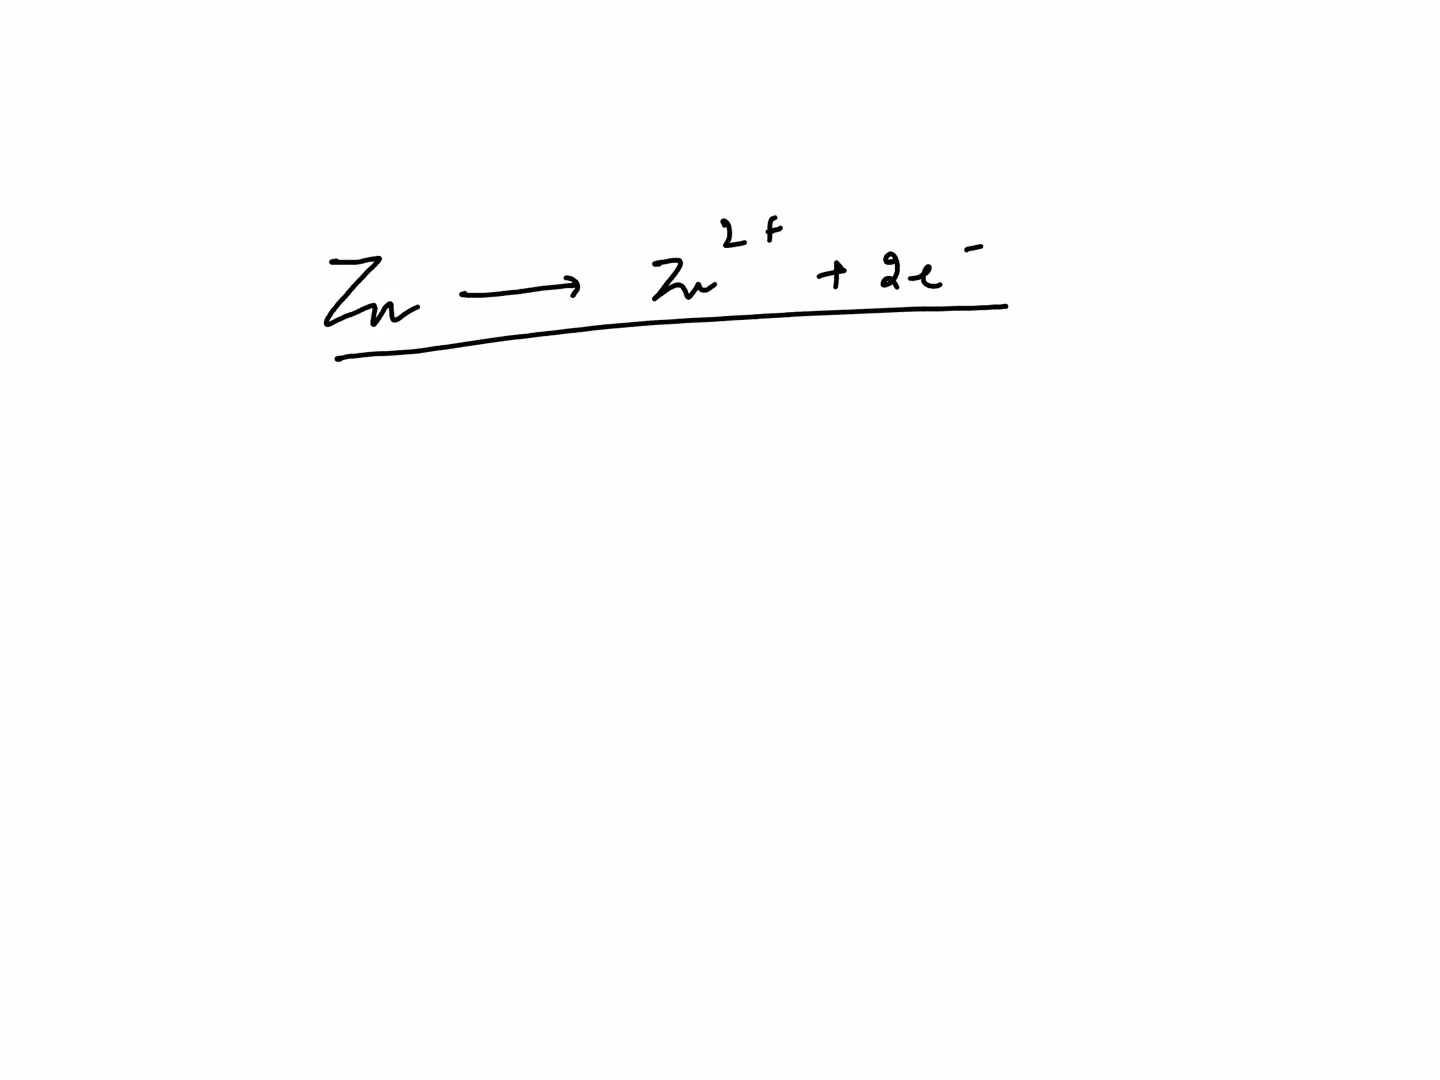 Zn ⟶ Zn²⁺ + 2e⁻